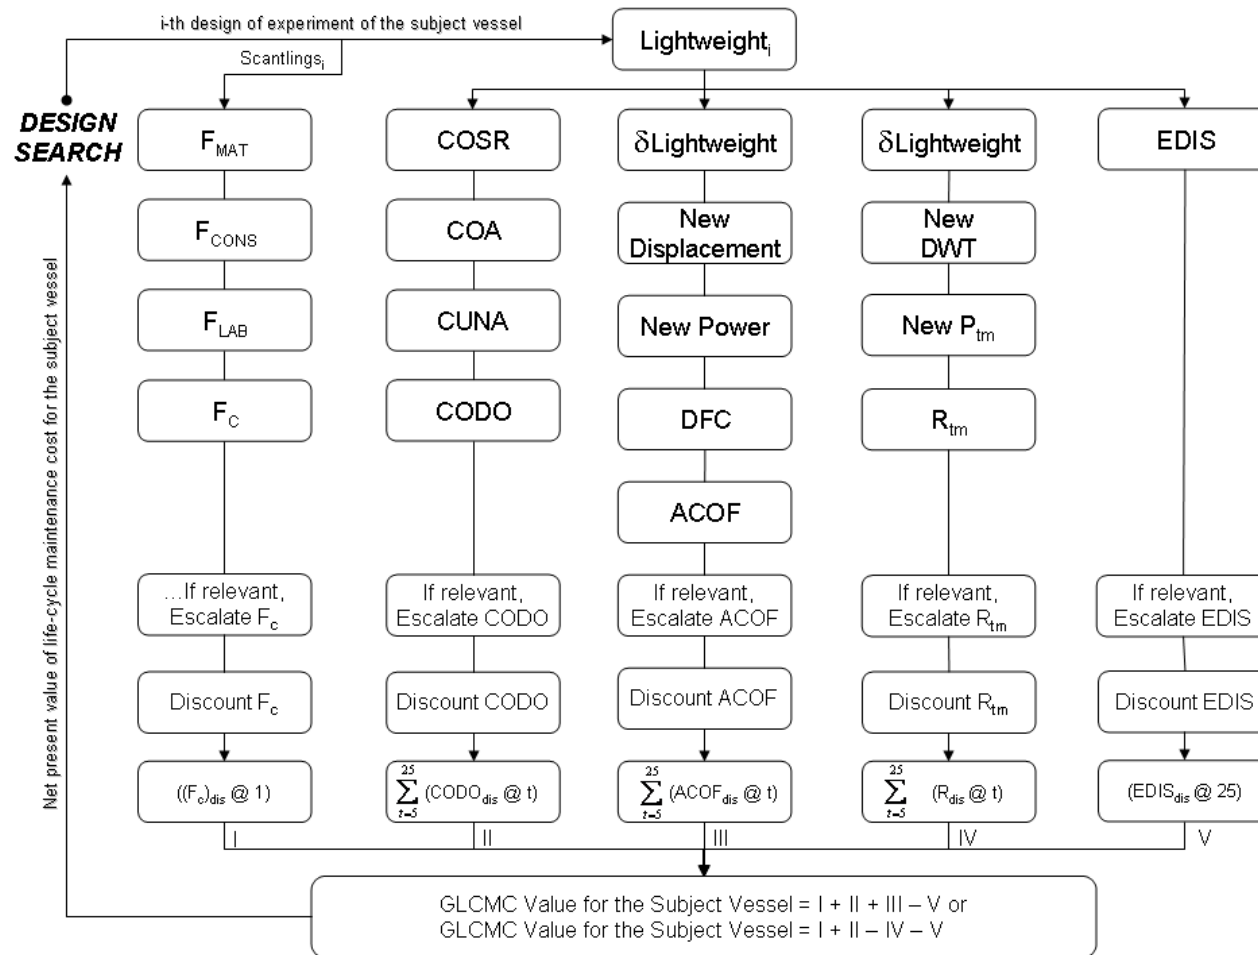 i-th design of experiment of the subject vessel
Lightweight_i
Scantlings_i
DESIGN
SEARCH
F_MAT
COSR
δLightweight
δLightweight
EDIS
F_CONS
COA
New
Displacement
New
DWT
F_LAB
CUNA
New Power
New P_tm
F_C
CODO
DFC
R_tm
ACOF
...If relevant,
Escalate F_c
If relevant,
Escalate CODO
If relevant,
Escalate ACOF
If relevant,
Escalate R_tm
If relevant,
Escalate EDIS
Discount F_c
Discount CODO
Discount ACOF
Discount R_tm
Discount EDIS
((F_c)_dis @ 1)
∑_{t=5}^{25} (CODO_dis @ t)
∑_{t=5}^{25} (ACOF_dis @ t)
∑_{t=5}^{25} (R_dis @ t)
(EDIS_dis @ 25)
I
II
III
IV
V
GLCMC Value for the Subject Vessel = I + II + III – V or
GLCMC Value for the Subject Vessel = I + II – IV – V
Net present value of life-cycle maintenance cost for the subject vessel